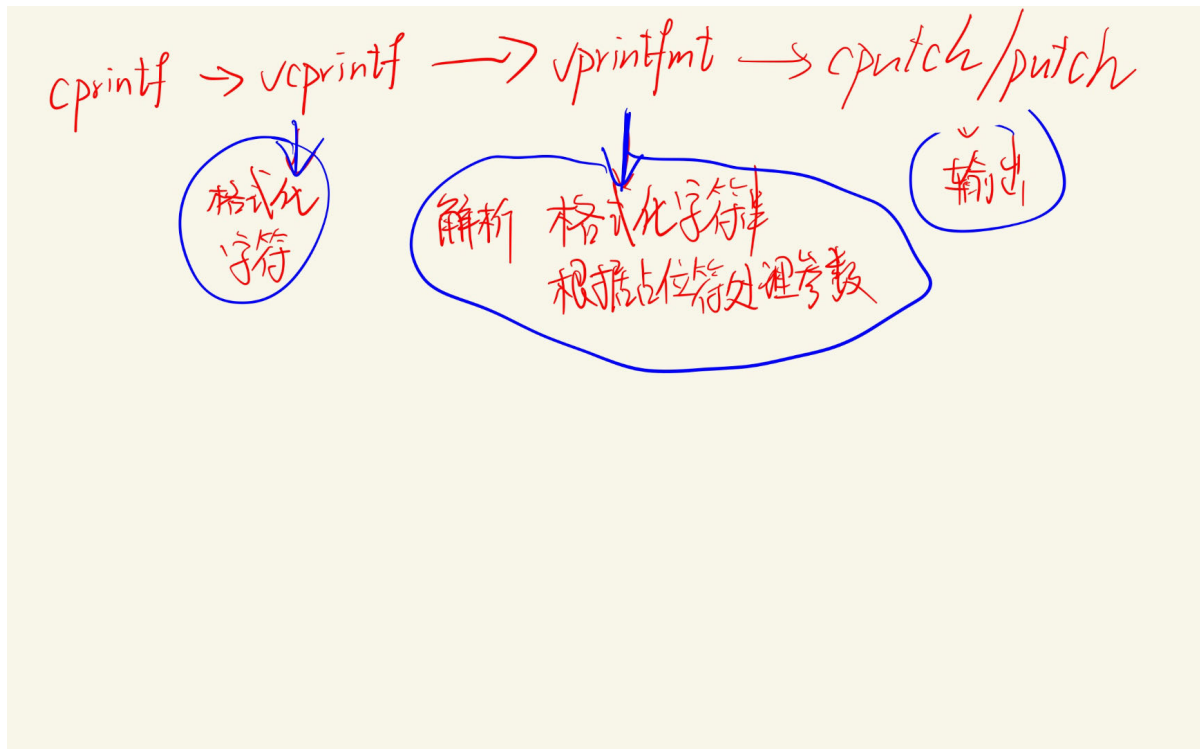 cprintf → vcprintf → vprintfmt → cputch/putch
格式化
字符
解析 格式化字符串
根据占位符处理参数
输出